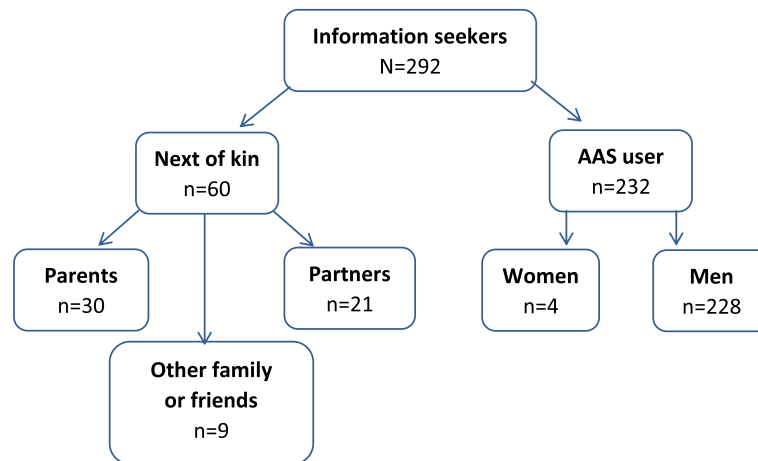 Information seekers
N=292
Next of kin
n=60
AAS user
n=232
Parents
n=30
Partners
n=21
Women
n=4
Men
n=228
Other family
or friends
n=9